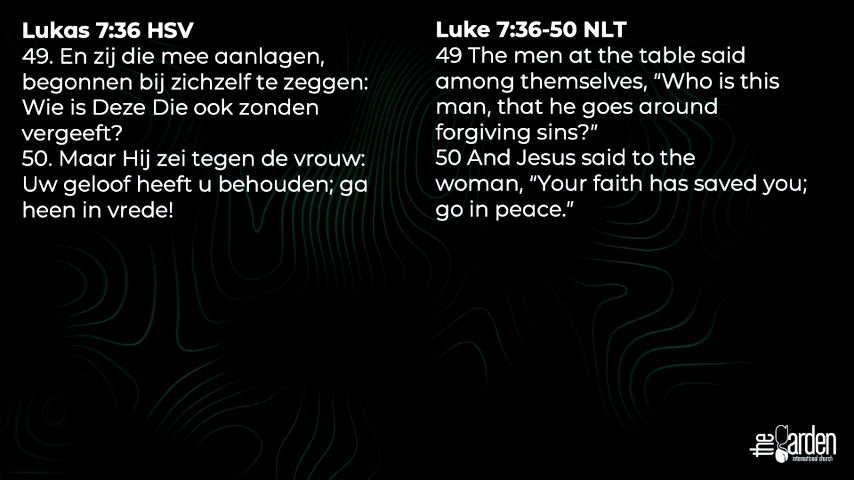 Lukas 7:36 HSV
49. En zij die mee aanlagen,
begonnen bij zichzelf te zeggen:
Wie is Deze Die ook zonden
vergeeft?
50. Maar Hij zei tegen de vrouw:
Uw geloof heeft u behouden; ga
heen in vrede!
Luke 7:36-50 NLT
49 The men at the table said
among themselves, “Who is this
man, that he goes around
forgiving sins?”
50 And Jesus said to the
woman, “Your faith has saved you;
go in peace.”
the Garden
international church